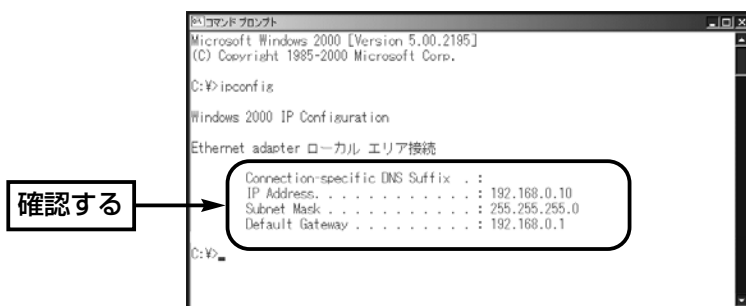 コマンド プロンプト
Microsoft Windows 2000 [Version 5.00.2195]
(C) Copyright 1985-2000 Microsoft Corp.
C:¥>ipconfig
Windows 2000 IP Configuration
Ethernet adapter ローカル エリア接続
Connection-specific DNS Suffix . :
IP Address. . . . . . . . . . . . : 192.168.0.10
Subnet Mask . . . . . . . . . . . : 255.255.255.0
Default Gateway . . . . . . . . . : 192.168.0.1
確認する
C:¥>_